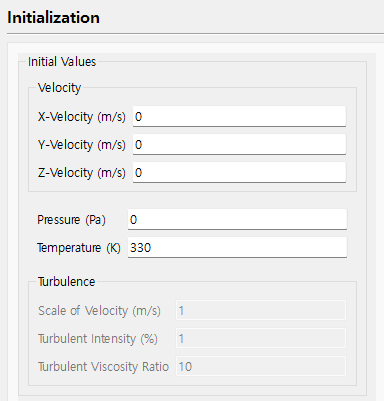 Initialization
Initial Values
Velocity
X-Velocity (m/s) 0
Y-Velocity (m/s) 0
Z-Velocity (m/s) 0
Pressure (Pa) 0
Temperature (K) 330
Turbulence
Scale of Velocity (m/s) 1
Turbulent Intensity (%) 1
Turbulent Viscosity Ratio 10